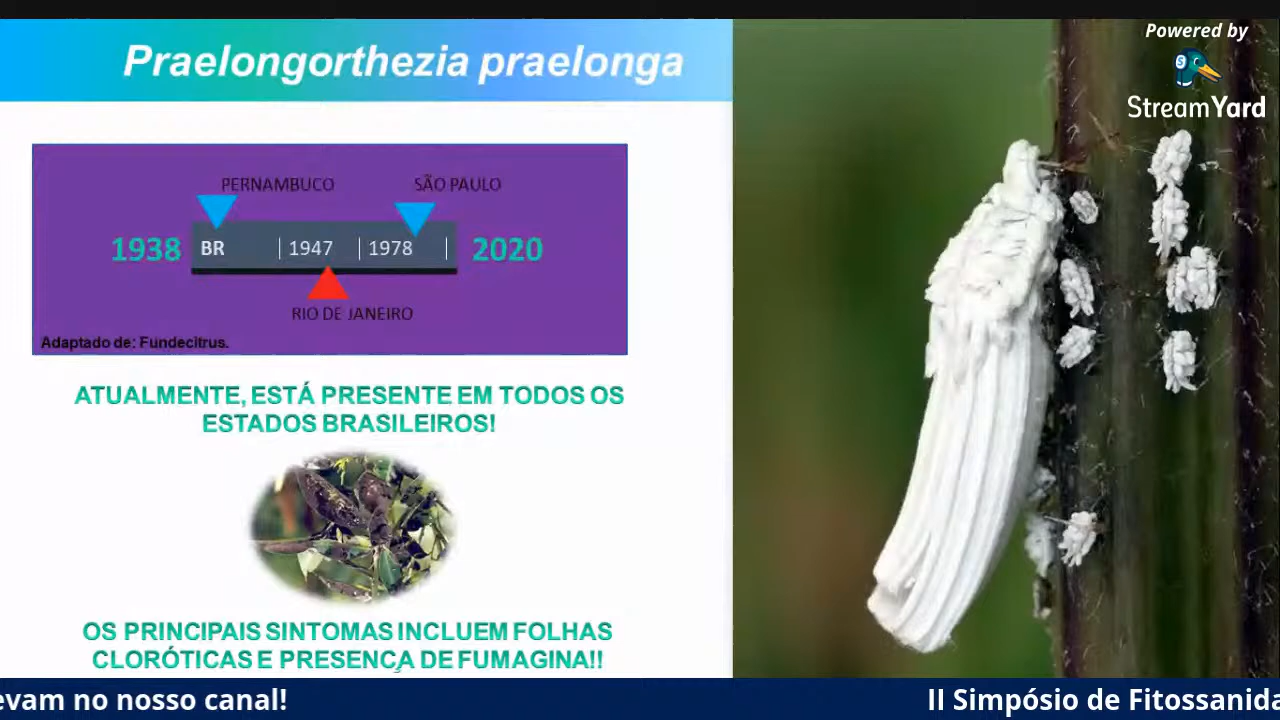 Praelongorthezia praelonga
Powered by
StreamYard
PERNAMBUCO
SÃO PAULO
1938
BR
1947
1978
2020
RIO DE JANEIRO
Adaptado de: Fundecitrus.
ATUALMENTE, ESTÁ PRESENTE EM TODOS OS
ESTADOS BRASILEIROS!
OS PRINCIPAIS SINTOMAS INCLUEM FOLHAS
CLORÓTICAS E PRESENÇA DE FUMAGINA!!
evam no nosso canal!
II Simpósio de Fitossanida